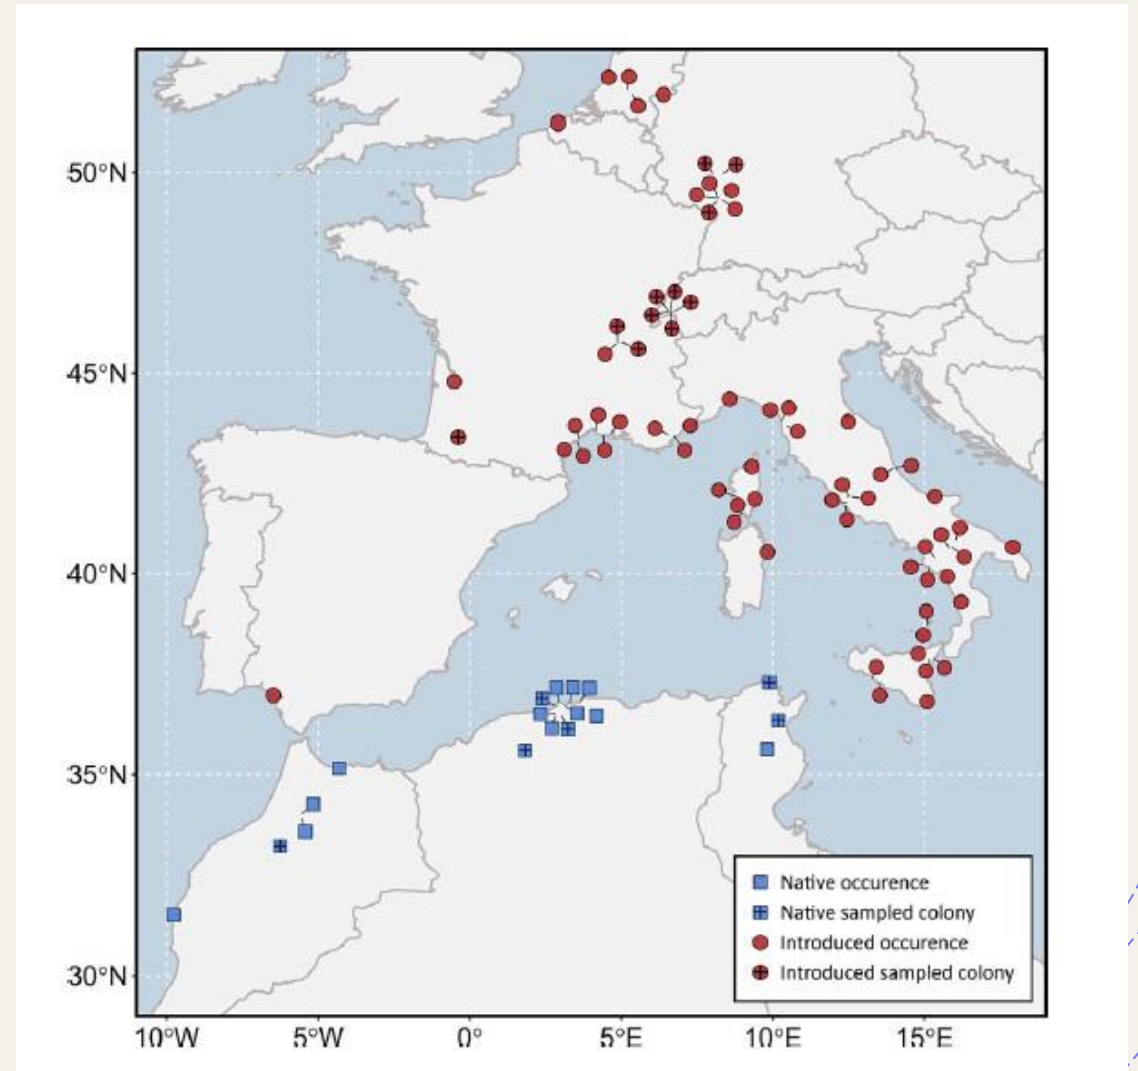 50°N
45°N
40°N
35°N
30°N
10°W 5°W 0° 5°E 10°E 15°E
Native occurence
Native sampled colony
Introduced occurence
Introduced sampled colony